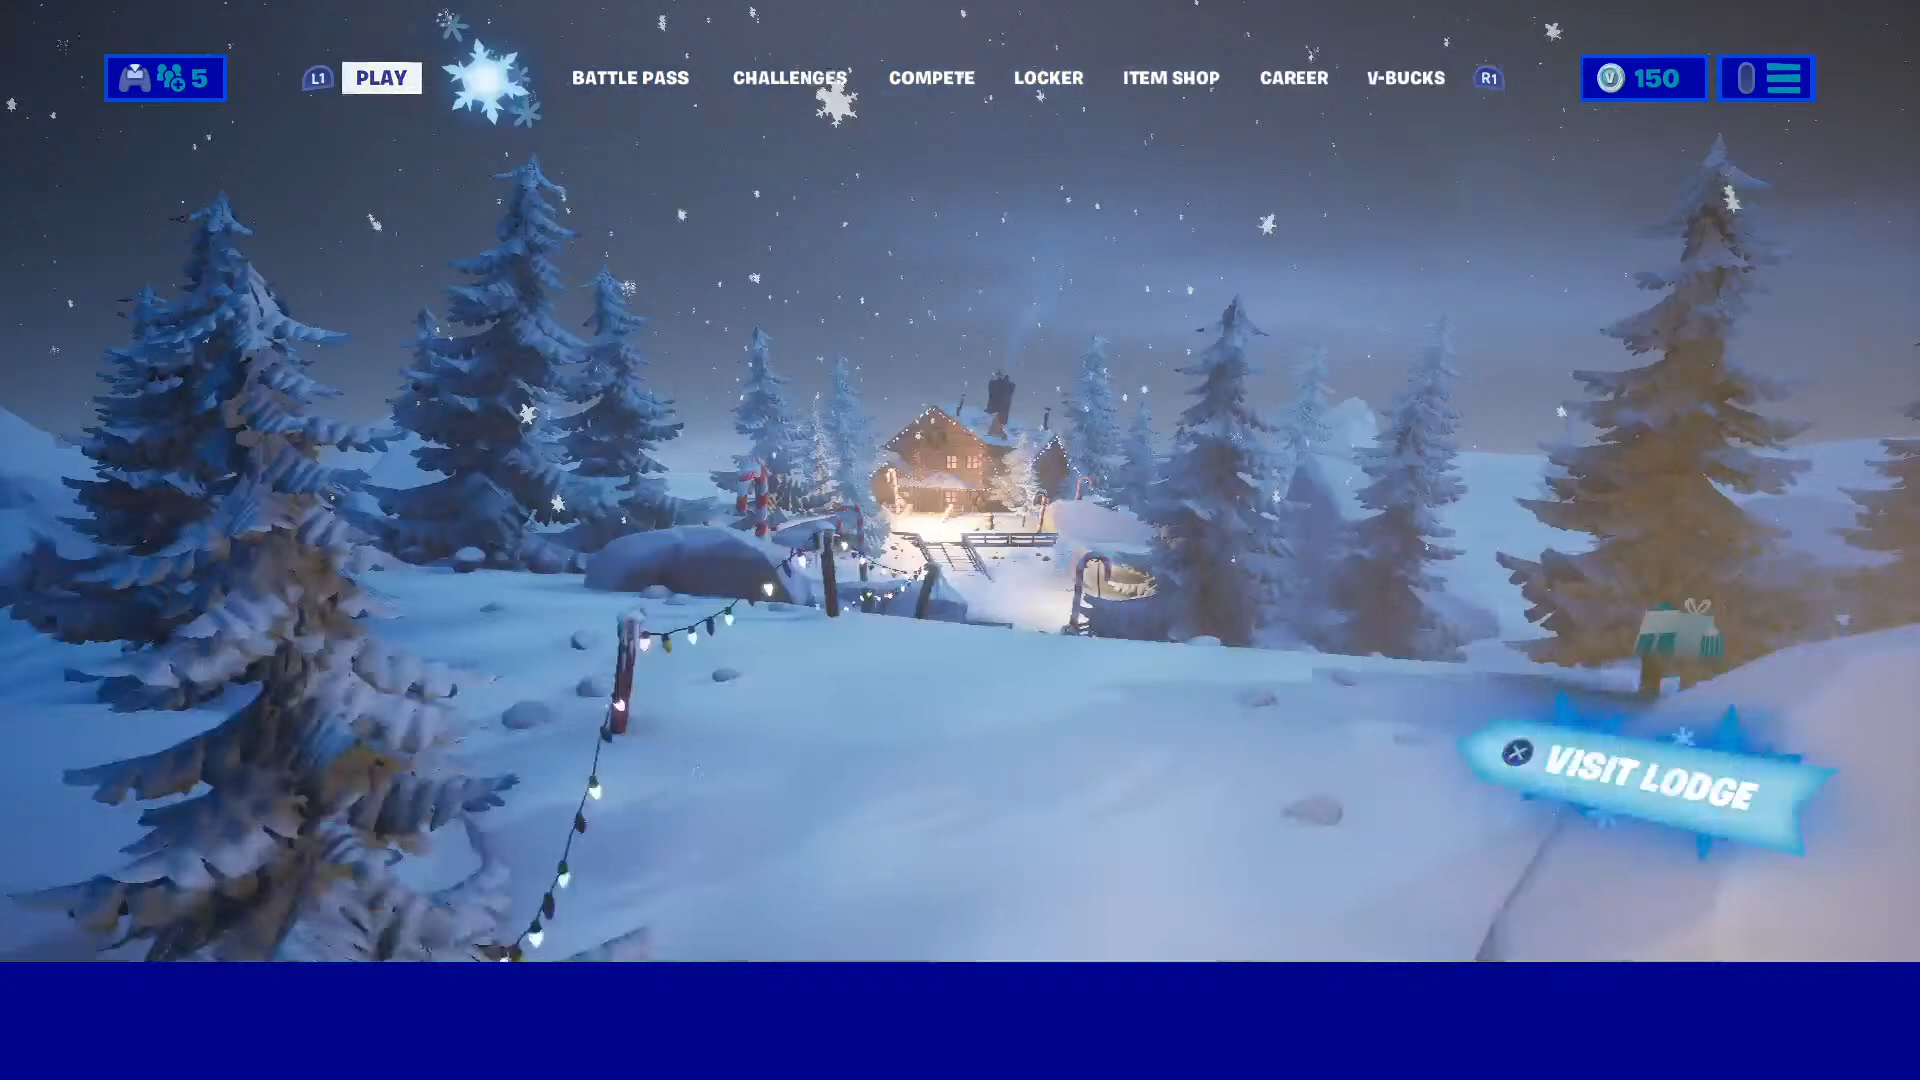 5
L1
PLAY
BATTLE PASS
CHALLENGES
COMPETE
LOCKER
ITEM SHOP
CAREER
V-BUCKS
R1
V 150
VISIT LODGE